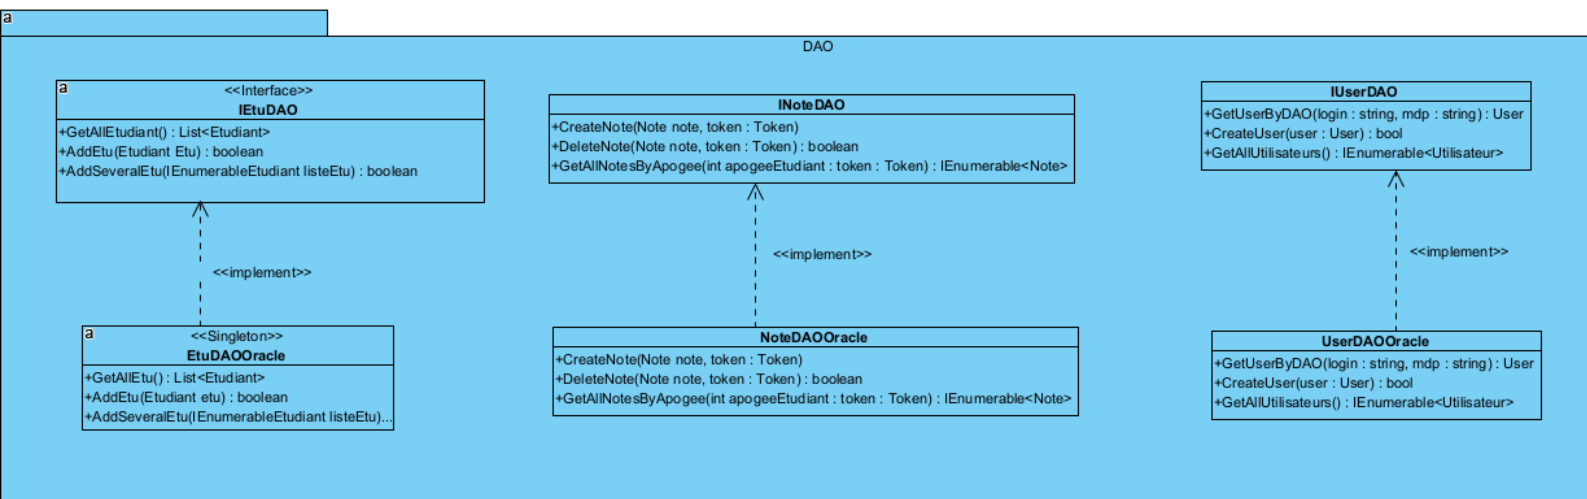 a
DAO
a
<<Interface>>
IEtuDAO
+GetAllEtudiant() : List<Etudiant>
+AddEtu(Etudiant Etu) : boolean
+AddSeveralEtu(IEnumerableEtudiant listeEtu) : boolean
<<implement>>
a
<<Singleton>>
EtuDAOOracle
+GetAllEtu() : List<Etudiant>
+AddEtu(Etudiant etu) : boolean
+AddSeveralEtu(IEnumerableEtudiant listeEtu)...
INoteDAO
+CreateNote(Note note, token : Token)
+DeleteNote(Note note, token : Token) : boolean
+GetAllNotesByApogee(int apogeeEtudiant : token : Token) : IEnumerable<Note>
<<implement>>
NoteDAOOracle
+CreateNote(Note note, token : Token)
+DeleteNote(Note note, token : Token) : boolean
+GetAllNotesByApogee(int apogeeEtudiant : token : Token) : IEnumerable<Note>
IUserDAO
+GetUserByDAO(login : string, mdp : string) : User
+CreateUser(user : User) : bool
+GetAllUtilisateurs() : IEnumerable<Utilisateur>
<<implement>>
UserDAOOracle
+GetUserByDAO(login : string, mdp : string) : User
+CreateUser(user : User) : bool
+GetAllUtilisateurs() : IEnumerable<Utilisateur>